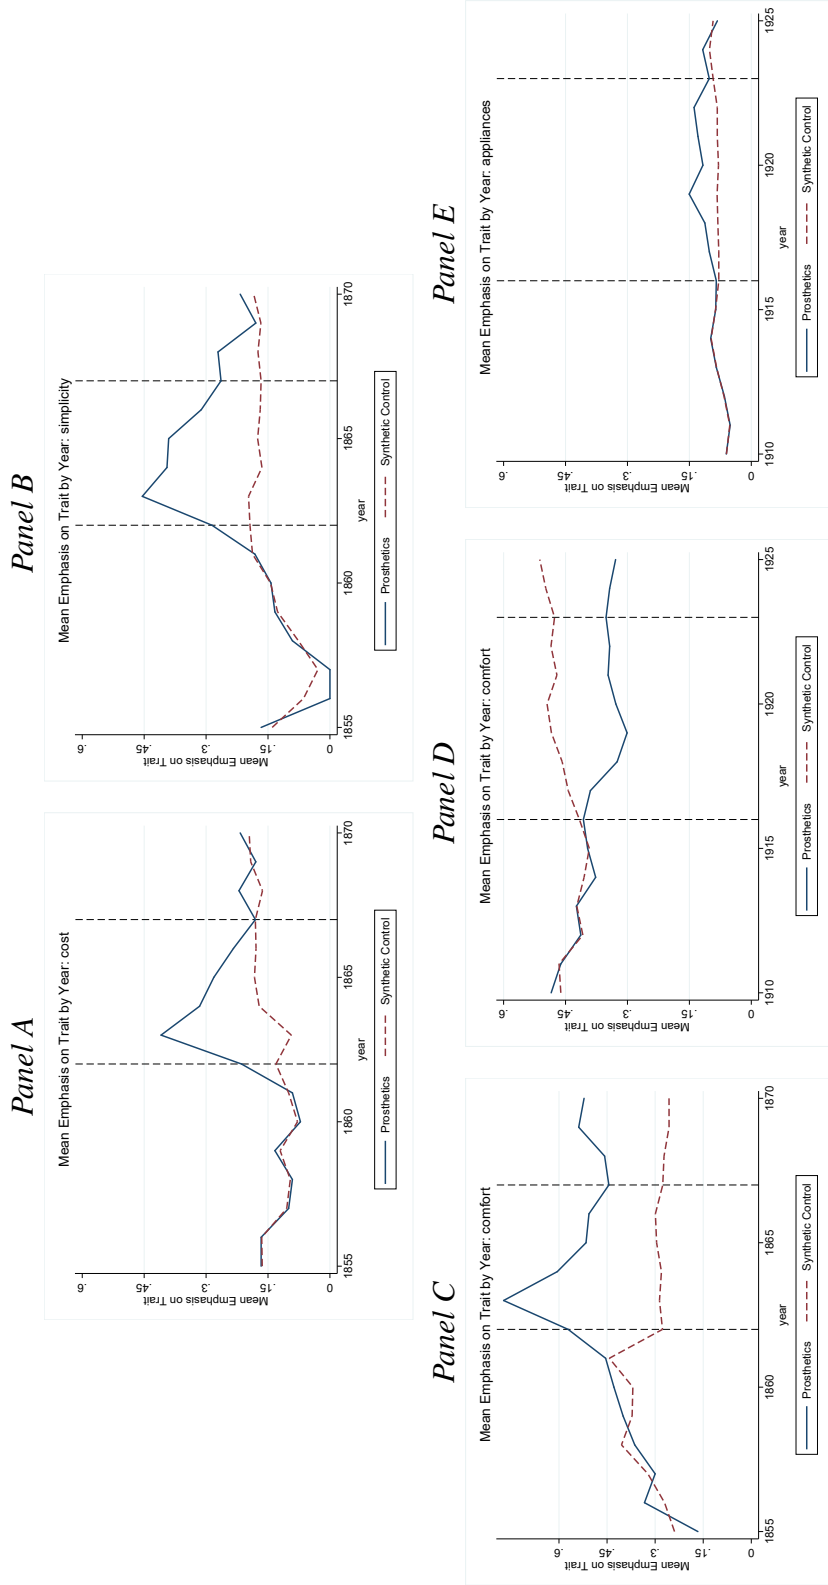 Panel A
Mean Emphasis on Trait by Year: cost
Mean Emphasis on Trait
.6
.45
.3
.15
0
1855
1860
1865
1870
year
Prosthetics
Synthetic Control
Panel B
Mean Emphasis on Trait by Year: simplicity
Mean Emphasis on Trait
.6
.45
.3
.15
0
1855
1860
1865
1870
year
Prosthetics
Synthetic Control
Panel C
Mean Emphasis on Trait by Year: comfort
Mean Emphasis on Trait
.6
.45
.3
.15
0
1855
1860
1865
1870
year
Prosthetics
Synthetic Control
Panel D
Mean Emphasis on Trait by Year: comfort
Mean Emphasis on Trait
.6
.45
.3
.15
0
1910
1915
1920
1925
year
Prosthetics
Synthetic Control
Panel E
Mean Emphasis on Trait by Year: appliances
Mean Emphasis on Trait
.6
.45
.3
.15
0
1910
1915
1920
1925
year
Prosthetics
Synthetic Control